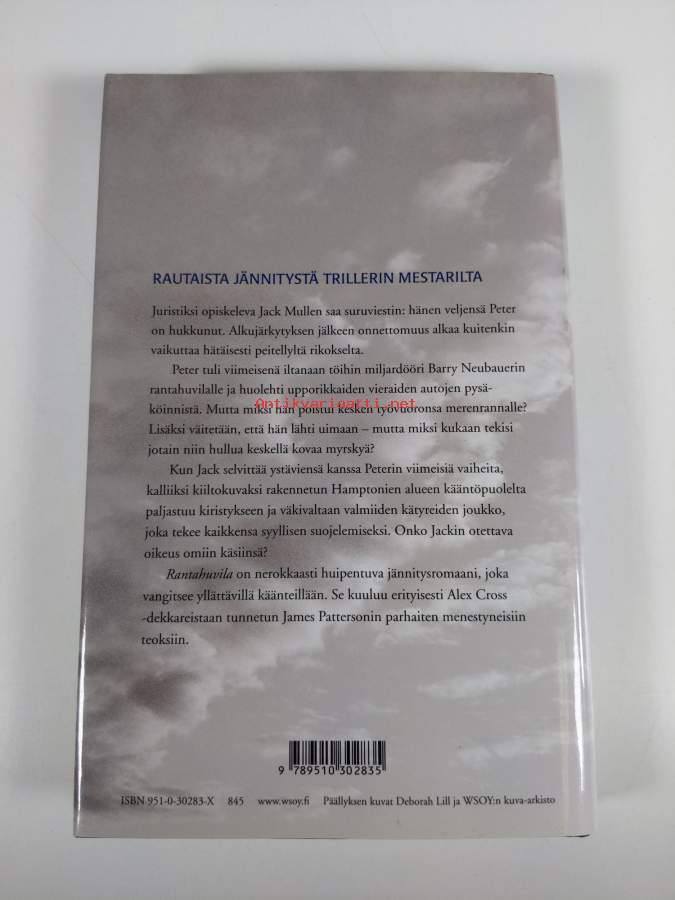 RAUTAISTA JÄNNITYSTÄ TRILLERIN MESTARILTA
Juristiksi opiskeleva Jack Mullen saa suruviestin: hänen veljensä Peter
on hukkunut. Alkujärkytyksen jälkeen onnettomuus alkaa kuitenkin
vaikuttaa hätäisesti peitellyltä rikokselta.
Peter tuli viimeisenä iltanaan töihin miljardööri Barry Neubauerin
rantahuvilalle ja huolehti upporikkaiden vieraiden autojen pysä-
köinnistä. Mutta miksi hän poistui kesken työvuoronsa merenrannalle?
Antikvariaatti.net
Lisäksi väitetään, että hän lähti uimaan – mutta miksi kukaan tekisi
jotain niin hullua keskellä kovaa myrskyä?
Kun Jack selvittää ystäviensä kanssa Peterin viimeisiä vaiheita,
kalliiksi kiiltokuvaksi rakennetun Hamptonien alueen kääntöpuolelta
paljastuu kiristykseen ja väkivaltaan valmiiden kätyreiden joukko,
joka tekee kaikkensa syyllisen suojelemiseksi. Onko Jackin otettava
oikeus omiin käsiinsä?
Rantahuvila on nerokkaasti huipentuva jännitysromaani, joka
vangitsee yllättävillä käänteillään. Se kuuluu erityisesti Alex Cross
-dekkareistaan tunnetun James Pattersonin parhaiten menestyneisiin
teoksiin.
9 789510 302835
ISBN 951-0-30283-X 845 www.wsoy.fi Päällyksen kuvat Deborah Lill ja WSOY:n kuva-arkisto